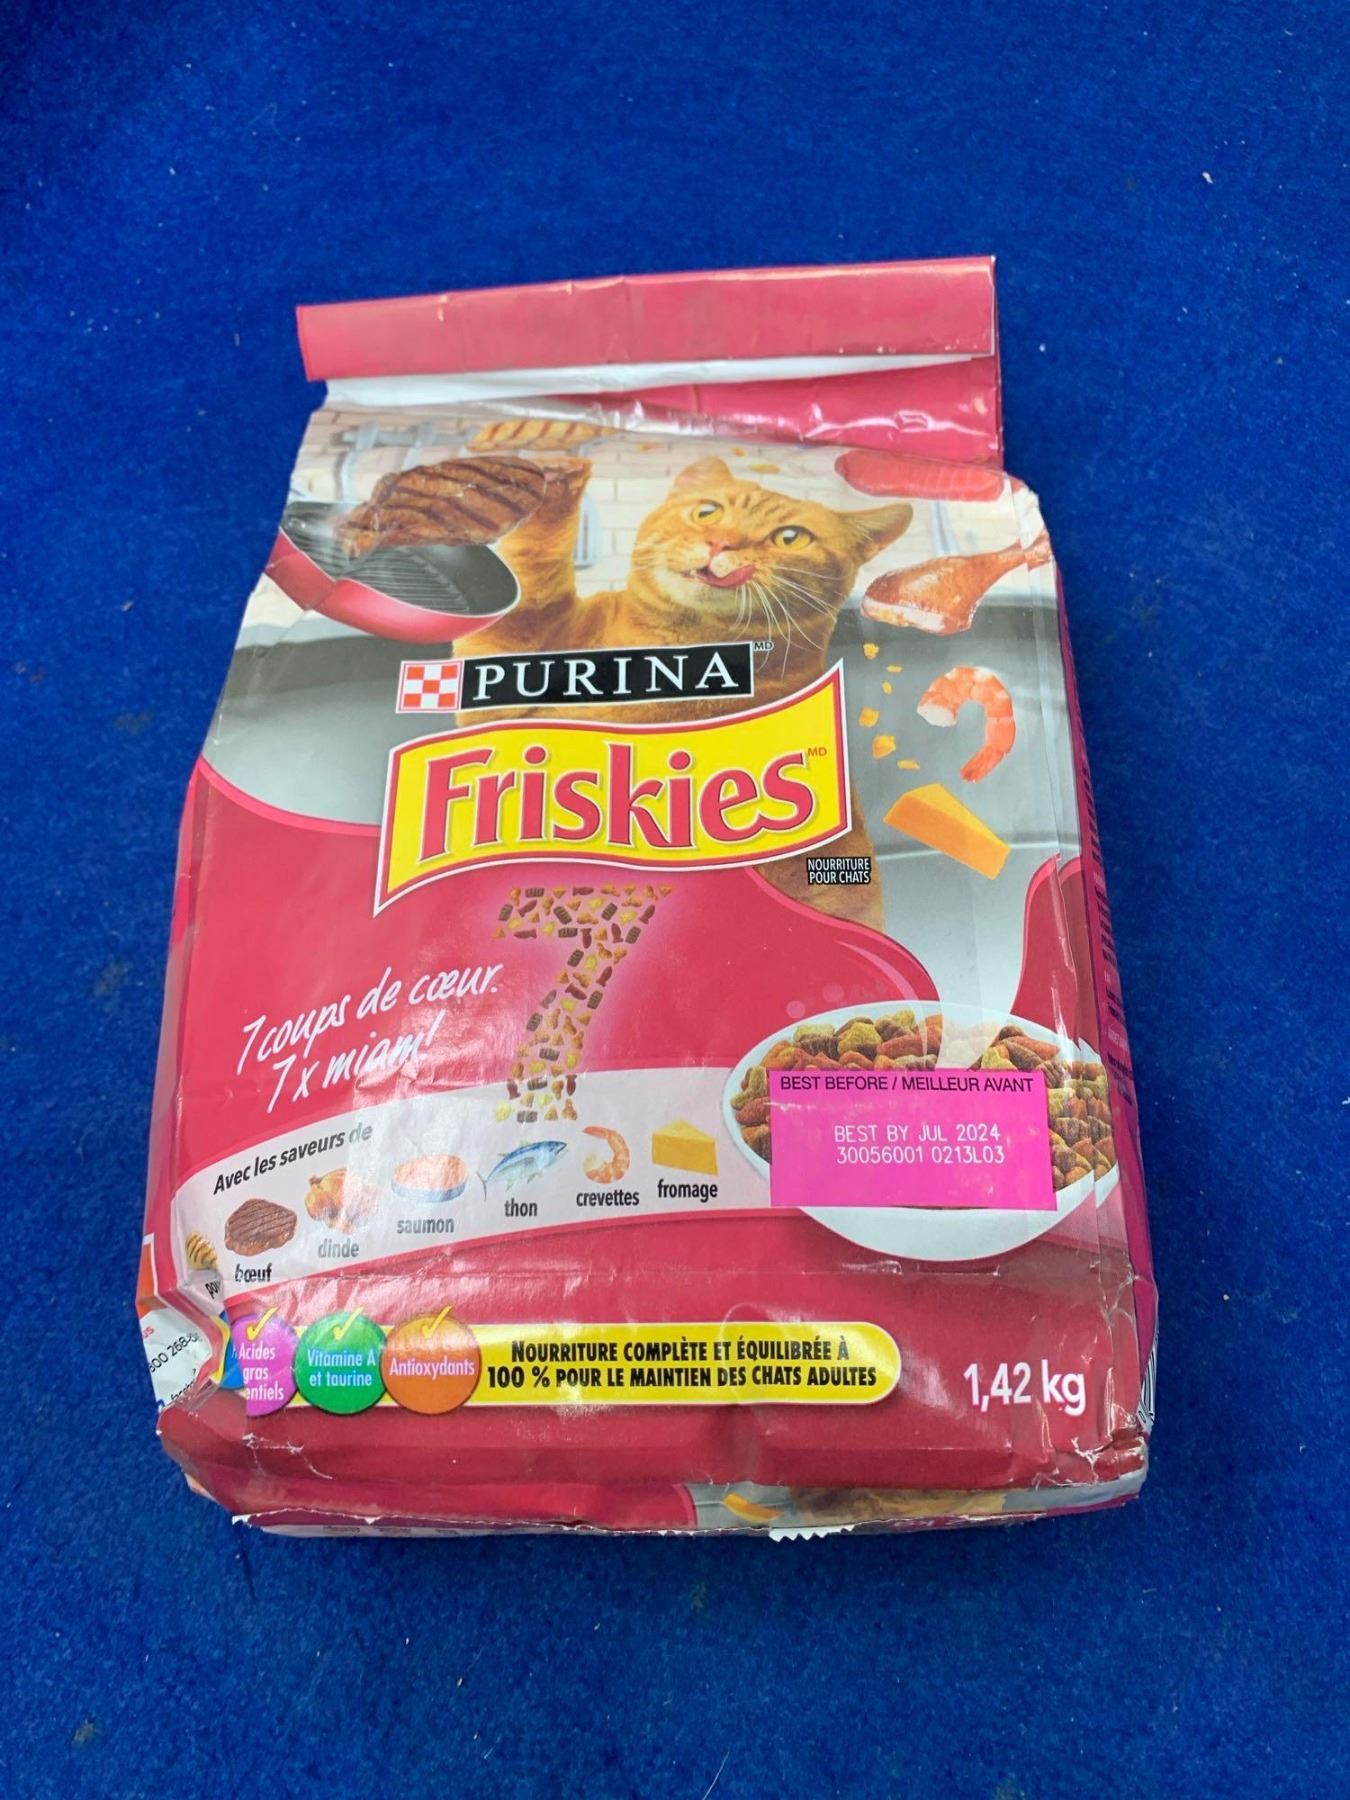 PURINA MD
Friskies MD
NOURRITURE
POUR CHATS
7 coups de cœur.
7 x miam!
BEST BEFORE / MEILLEUR AVANT
BEST BY JUL 2024
30056001 0213L03
Avec les saveurs de
bœuf
dinde
saumon
thon
crevettes
fromage
Acides
gras
Vitamine A
et taurine
Antioxydants
NOURRITURE COMPLÈTE ET ÉQUILIBRÉE À
100 % POUR LE MAINTIEN DES CHATS ADULTES
1,42 kg